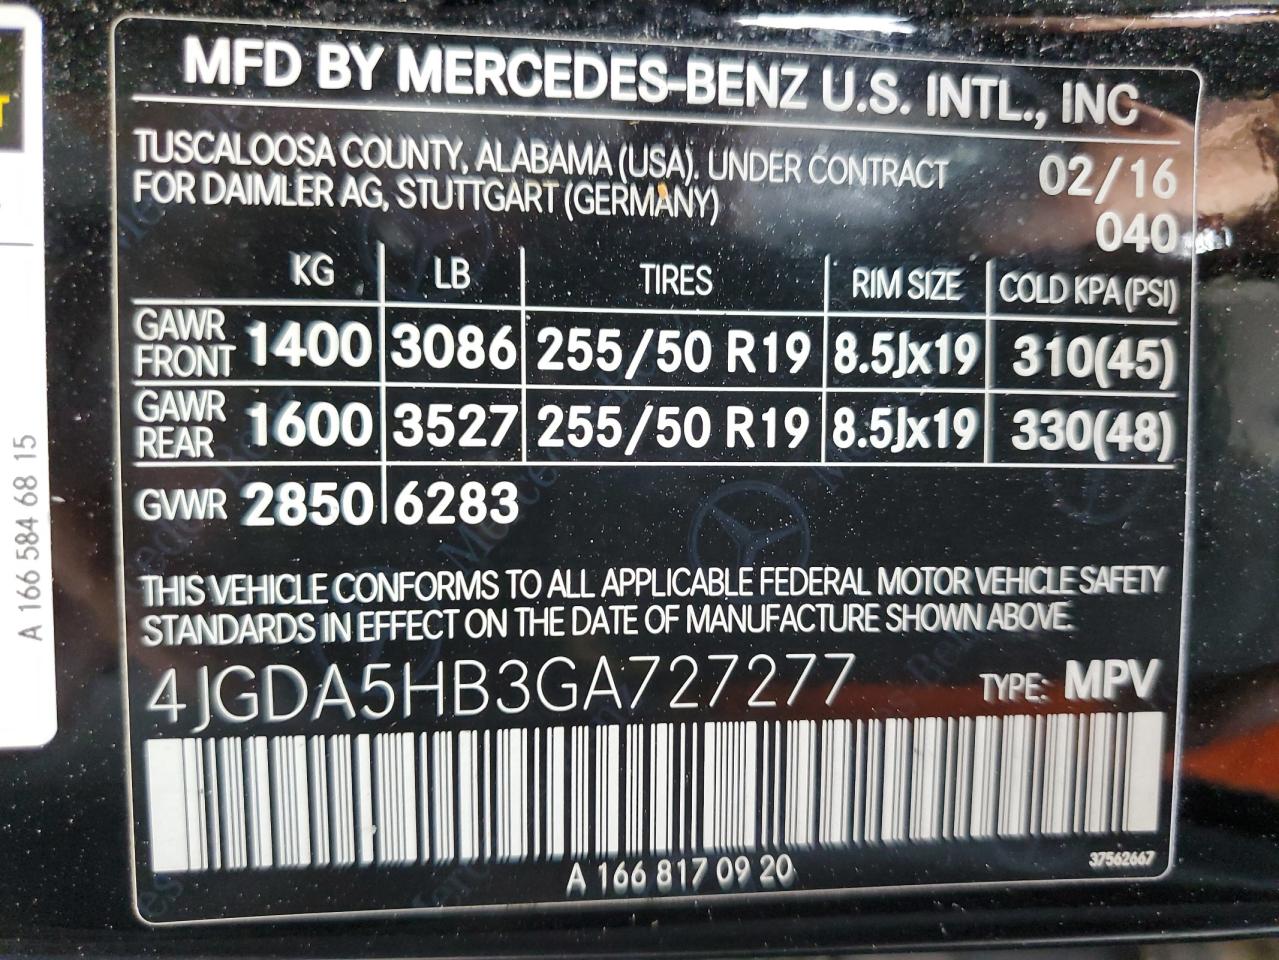 MFD BY MERCEDES-BENZ U.S. INTL., INC
TUSCALOOSA COUNTY, ALABAMA (USA). UNDER CONTRACT
FOR DAIMLER AG, STUTTGART (GERMANY)
02/16
040
KG LB TIRES RIM SIZE COLD KPA (PSI)
GAWR FRONT 1400 3086 255/50 R19 8.5Jx19 310(45)
GAWR REAR 1600 3527 255/50 R19 8.5Jx19 330(48)
GVWR 2850 6283
THIS VEHICLE CONFORMS TO ALL APPLICABLE FEDERAL MOTOR VEHICLE SAFETY
STANDARDS IN EFFECT ON THE DATE OF MANUFACTURE SHOWN ABOVE.
4JGDA5HB3GA727277 TYPE: MPV
A 166 817 09 20
37562667
A 166 584 68 15